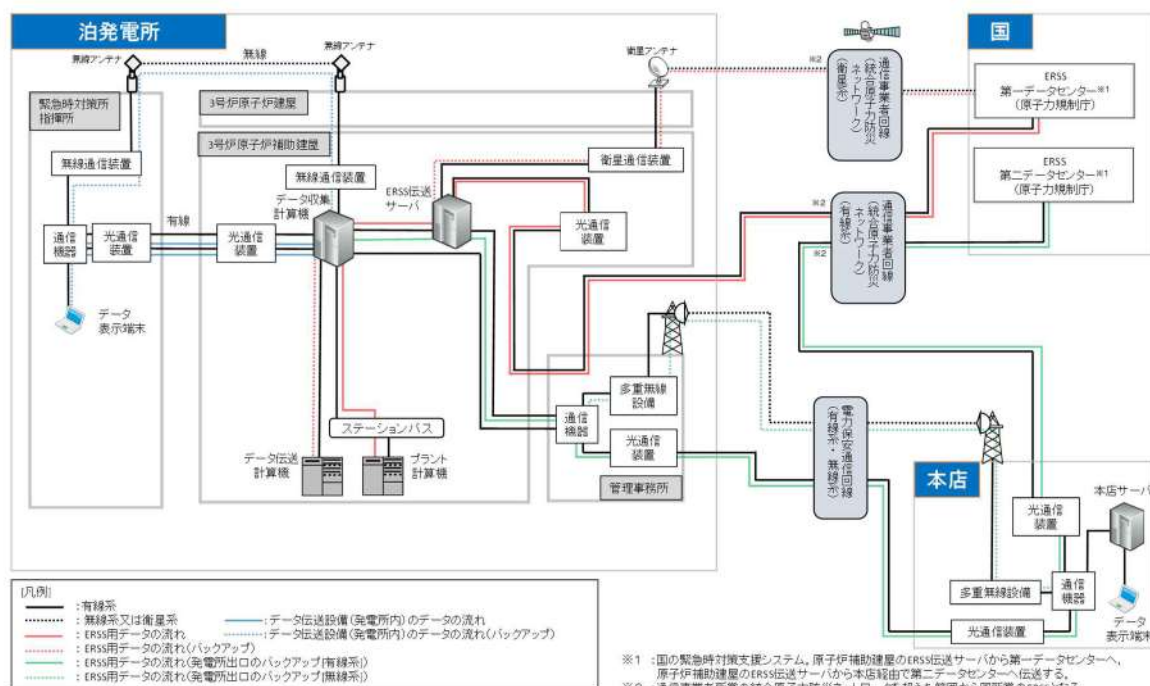 泊発電所
国
無線アンテナ
無線
無線アンテナ
衛星アンテナ
緊急時対策所
指揮所
3号炉原子炉建屋
3号炉原子炉補助建屋
無線通信装置
無線通信装置
衛星通信装置
データ収集
計算機
ERSS伝送
サーバ
有線
通信
機器
光通信
装置
光通信
装置
光通信
装置
データ
表示端末
ステーションバス
データ伝送
計算機
プラント
計算機
通信
機器
多重無線
設備
光通信
装置
管理事務所
※2
通信事業者回線
(統合原子力防災
ネットワーク)
(衛星系)
※2
※2
通信事業者回線
(統合原子力防災
ネットワーク)
(有線系)
電力保安通信回線
(有線系・無線系)
ERSS
第一データセンター※1
(原子力規制庁)
ERSS
第二データセンター※1
(原子力規制庁)
本店
本店サーバ
光通信
装置
多重無線設備
通信
機器
光通信装置
データ
表示端末
[凡例]
:有線系
:無線系又は衛星系
:ERSS用データの流れ
:ERSS用データの流れ(バックアップ)
:ERSS用データの流れ(発電所出口のバックアップ[有線系])
:ERSS用データの流れ(発電所出口のバックアップ[無線系])
:データ伝送設備(発電所内)のデータの流れ
:データ伝送設備(発電所内)のデータの流れ(バックアップ)
※1 :国の緊急時対策支援システム。原子炉補助建屋のERSS伝送サーバから第一データセンターへ、
原子炉補助建屋のERSS伝送サーバから本店経由で第二データセンターへ伝送する。